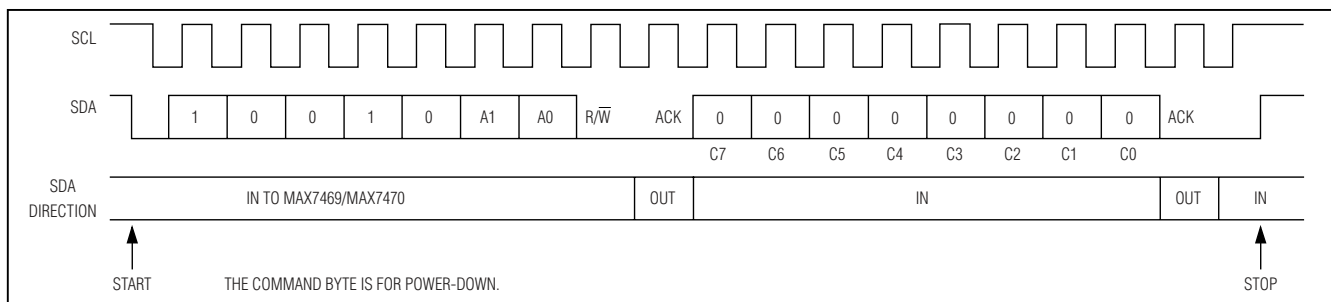 SCL
SDA 1 0 0 1 0 A1 A0 R/W̅ ACK 0 0 0 0 0 0 0 0 ACK
C7 C6 C5 C4 C3 C2 C1 C0
SDA
DIRECTION
IN TO MAX7469/MAX7470 OUT IN OUT IN
START THE COMMAND BYTE IS FOR POWER-DOWN. STOP